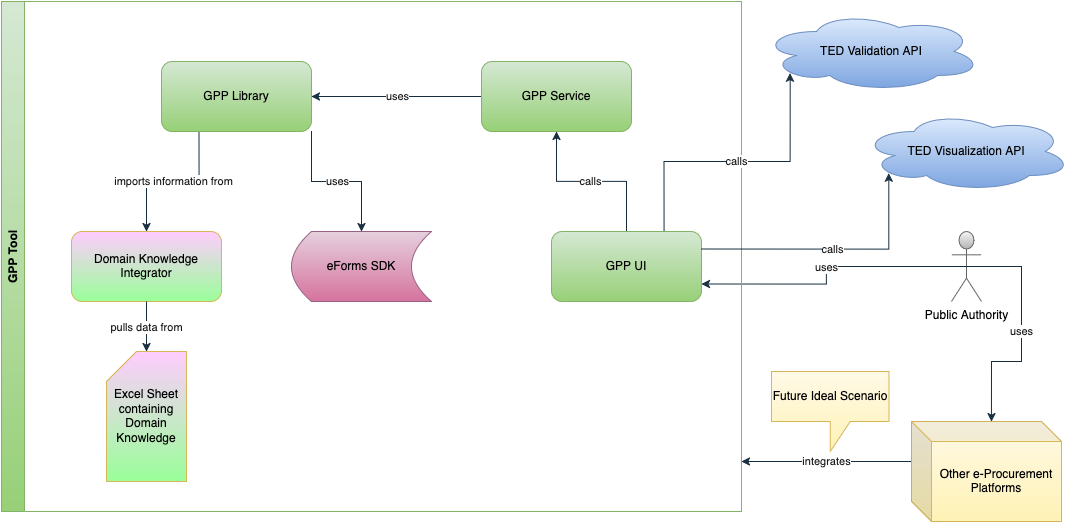 GPP Tool
TED Validation API
GPP Library
uses
GPP Service
TED Visualization API
calls
imports information from
uses
calls
Domain Knowledge
Integrator
eForms SDK
GPP UI
calls
uses
Public Authority
pulls data from
uses
Excel Sheet
containing
Domain
Knowledge
Future Ideal Scenario
integrates
Other e-Procurement
Platforms